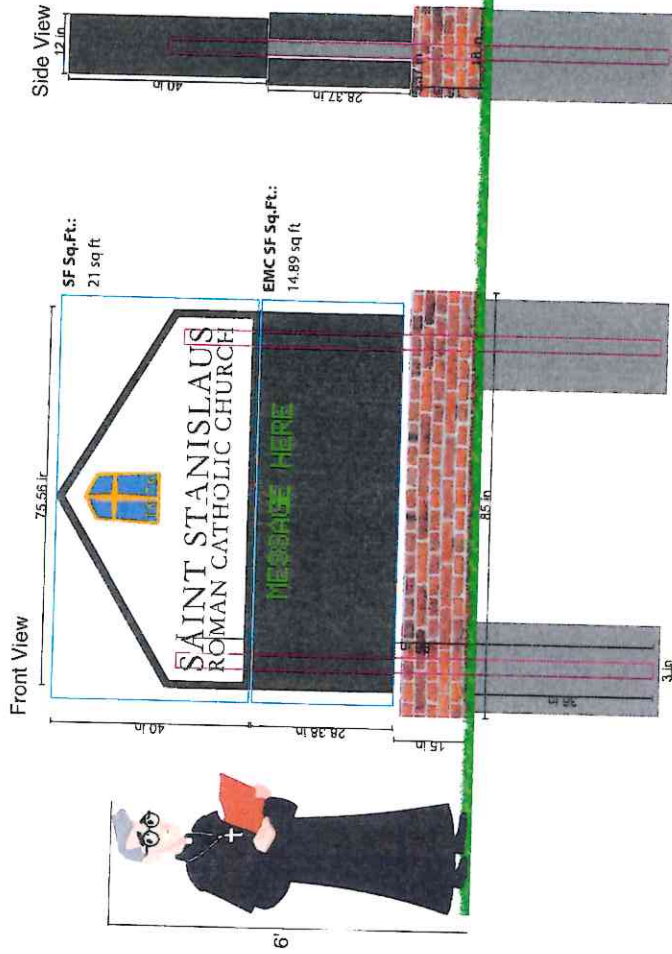 Side View
12 in
40 in
28.37 in
SF Sq.Ft.:
21 sq ft
EMC SF Sq.Ft.:
14.89 sq ft
Front View
75.56 in
SAINT STANISLAUS
ROMAN CATHOLIC CHURCH
MESSAGE HERE
40 in
28.38 in
15 in
85 in
3 in
6'